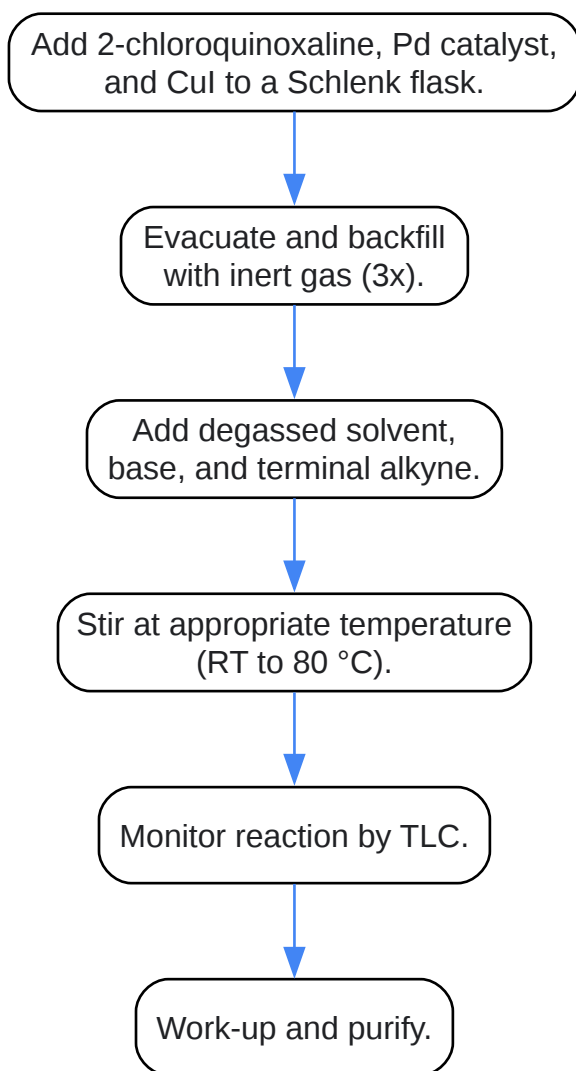 Add 2-chloroquinoxaline, Pd catalyst,
and CuI to a Schlenk flask.
Evacuate and backfill
with inert gas (3x).
Add degassed solvent,
base, and terminal alkyne.
Stir at appropriate temperature
(RT to 80 °C).
Monitor reaction by TLC.
Work-up and purify.